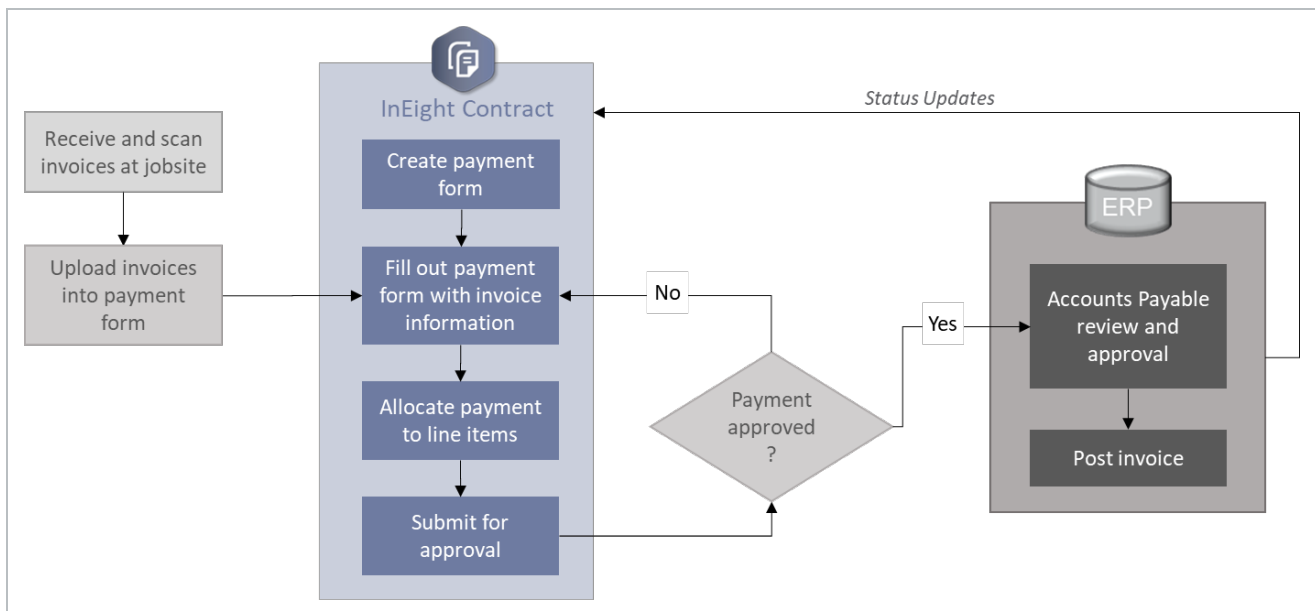 InEight Contract
Status Updates
Receive and scan
invoices at jobsite
Create payment
form
ERP
Upload invoices
into payment
form
Fill out payment
form with invoice
information
No
Yes
Accounts Payable
review and
approval
Allocate payment
to line items
Payment
approved
?
Post invoice
Submit for
approval